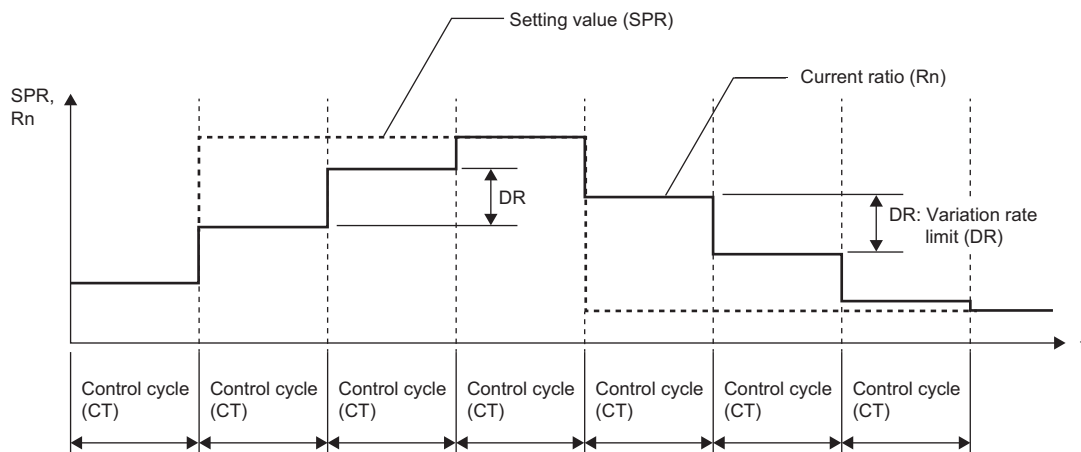 Setting value (SPR)
Current ratio (Rn)
SPR,
Rn
DR
DR: Variation rate
limit (DR)
Control cycle
(CT)
Control cycle
(CT)
Control cycle
(CT)
Control cycle
(CT)
Control cycle
(CT)
Control cycle
(CT)
Control cycle
(CT)